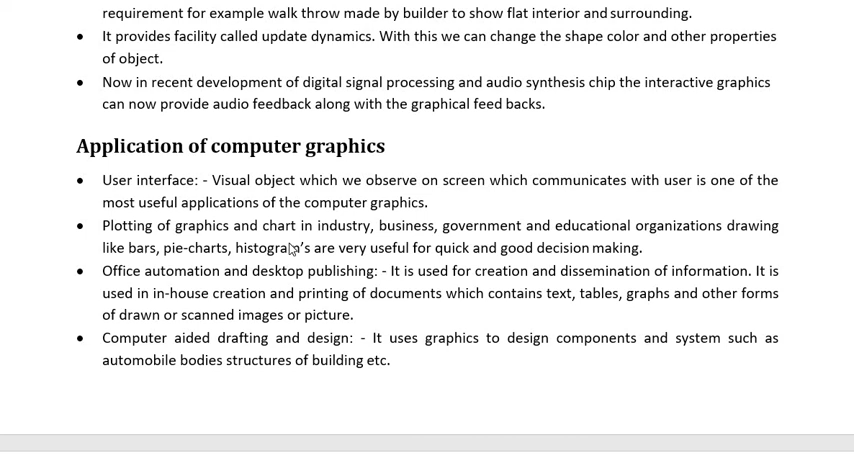 requirement for example walk throw made by builder to show flat interior and surrounding.
• It provides facility called update dynamics. With this we can change the shape color and other properties
of object.
• Now in recent development of digital signal processing and audio synthesis chip the interactive graphics
can now provide audio feedback along with the graphical feed backs.
Application of computer graphics
• User interface: - Visual object which we observe on screen which communicates with user is one of the
most useful applications of the computer graphics.
• Plotting of graphics and chart in industry, business, government and educational organizations drawing
like bars, pie-charts, histogram’s are very useful for quick and good decision making.
• Office automation and desktop publishing: - It is used for creation and dissemination of information. It is
used in in-house creation and printing of documents which contains text, tables, graphs and other forms
of drawn or scanned images or picture.
• Computer aided drafting and design: - It uses graphics to design components and system such as
automobile bodies structures of building etc.